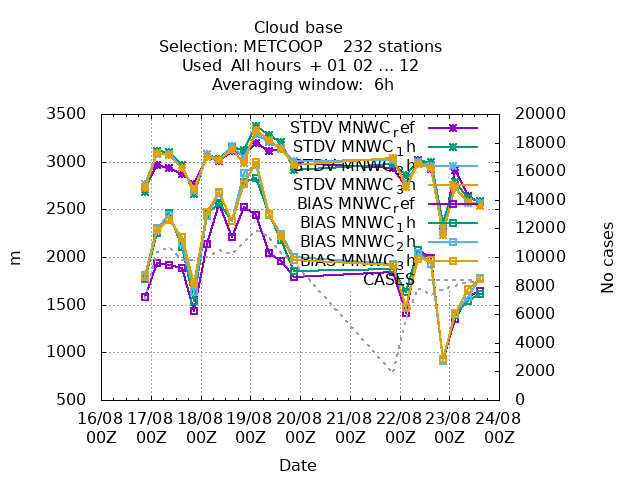 Cloud base
Selection: METCOOP    232 stations
Used  All hours  + 01 02 ... 12
Averaging window:  6h
3500
3000
2500
2000
1500
1000
500
m
20000
18000
16000
14000
12000
10000
8000
6000
4000
2000
0
No cases
STDV MNWC_ref
STDV MNWC_1h
STDV MNWC_2h
STDV MNWC_3h
BIAS MNWC_ref
BIAS MNWC_1h
BIAS MNWC_2h
BIAS MNWC_3h
CASES
16/08 17/08 18/08 19/08 20/08 21/08 22/08 23/08 24/08
00Z 00Z 00Z 00Z 00Z 00Z 00Z 00Z 00Z
Date